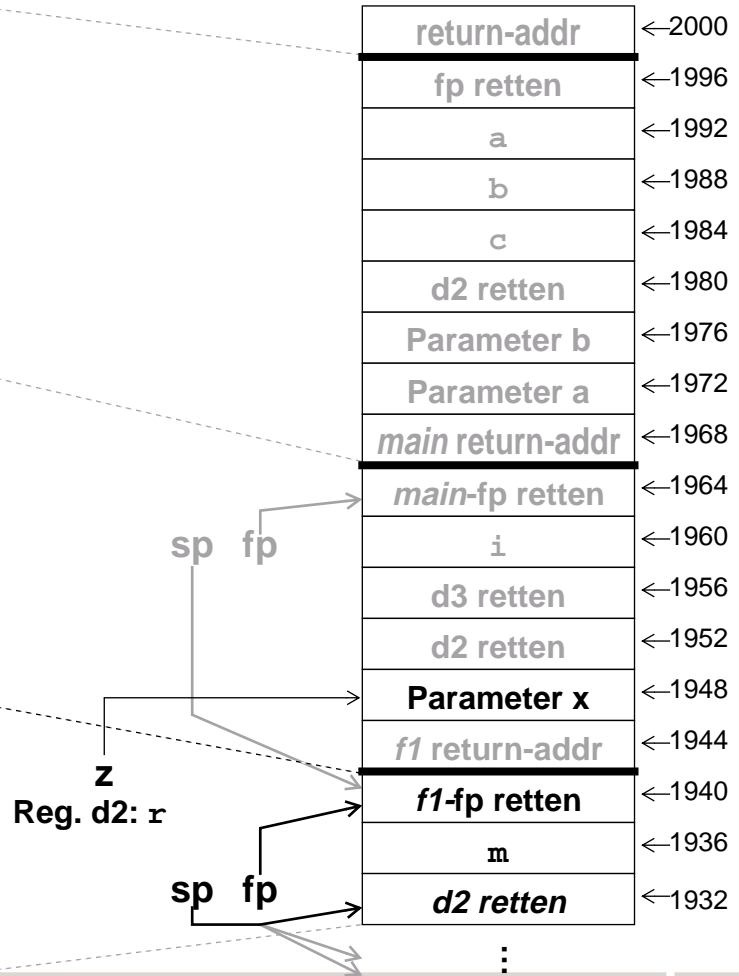 return-addr ←2000
fp retten ←1996
a ←1992
b ←1988
c ←1984
d2 retten ←1980
Parameter b ←1976
Parameter a ←1972
main return-addr ←1968
main-fp retten ←1964
sp fp i ←1960
d3 retten ←1956
d2 retten ←1952
Parameter x ←1948
f1 return-addr ←1944
z
Reg. d2: r f1-fp retten ←1940
m ←1936
sp fp d2 retten ←1932
⋮